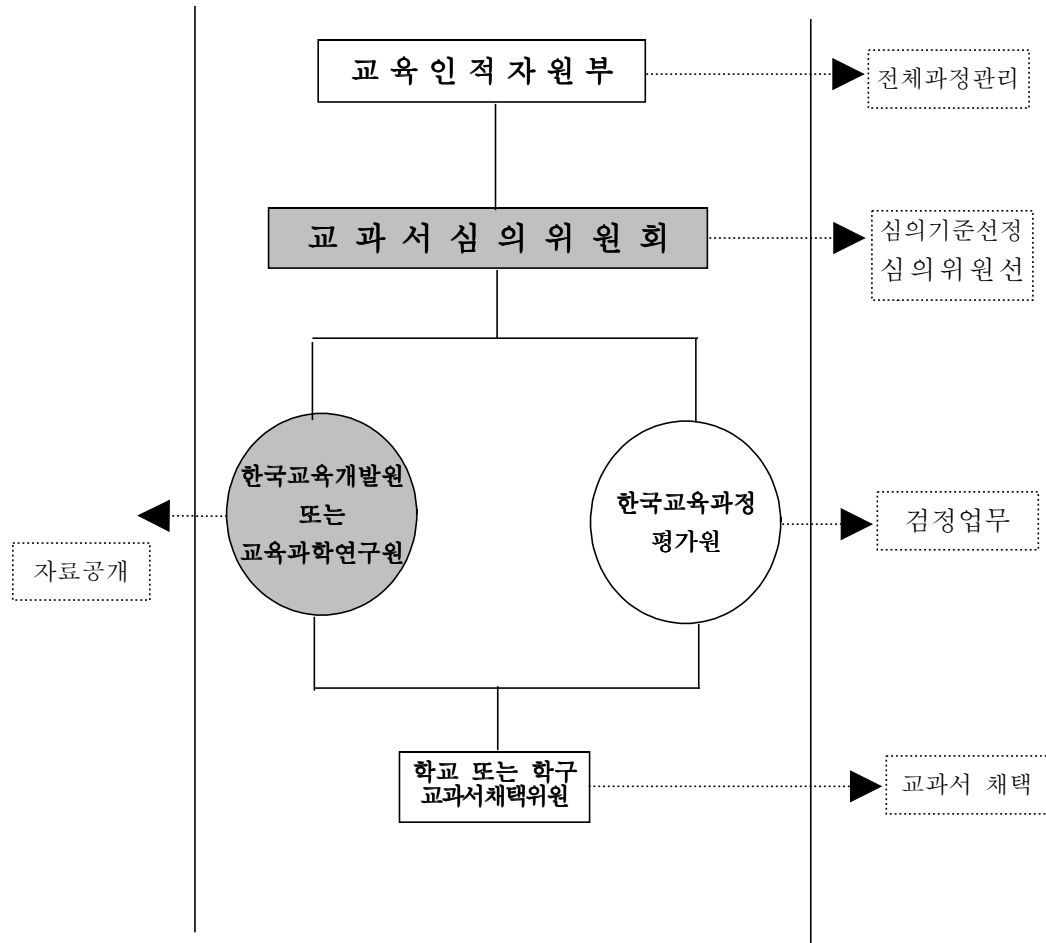 교육인적자원부
전체과정관리
교과서심의위원회
심의기준선정
심의위원선
한국교육개발원
또는
교육과학연구원
한국교육과정
평가원
자료공개
검정업무
학교 또는 학구
교과서채택위원
교과서 채택